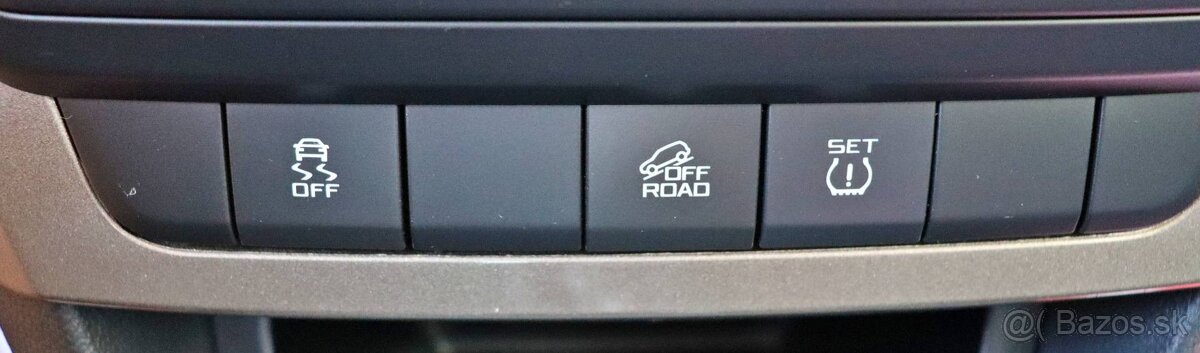 OFF
OFF
ROAD
SET
@( Bazos.sk